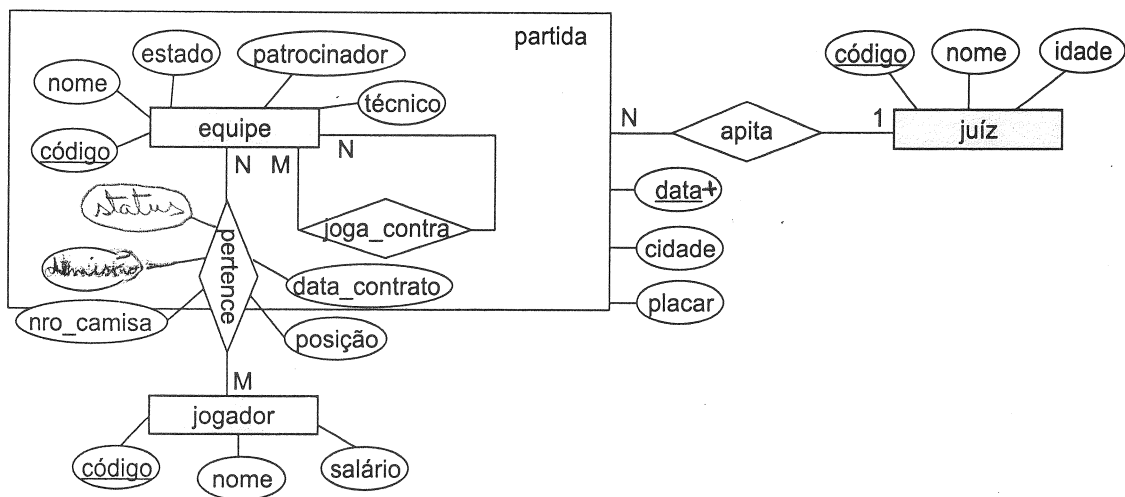 partida
estado
patrocinador
nome
técnico
equipe
código
N
M
N
joga_contra
status
pertence
data_contrato
nro_camisa
posição
M
jogador
código
nome
salário
N
apita
1
código
nome
idade
juíz
data+
cidade
placar